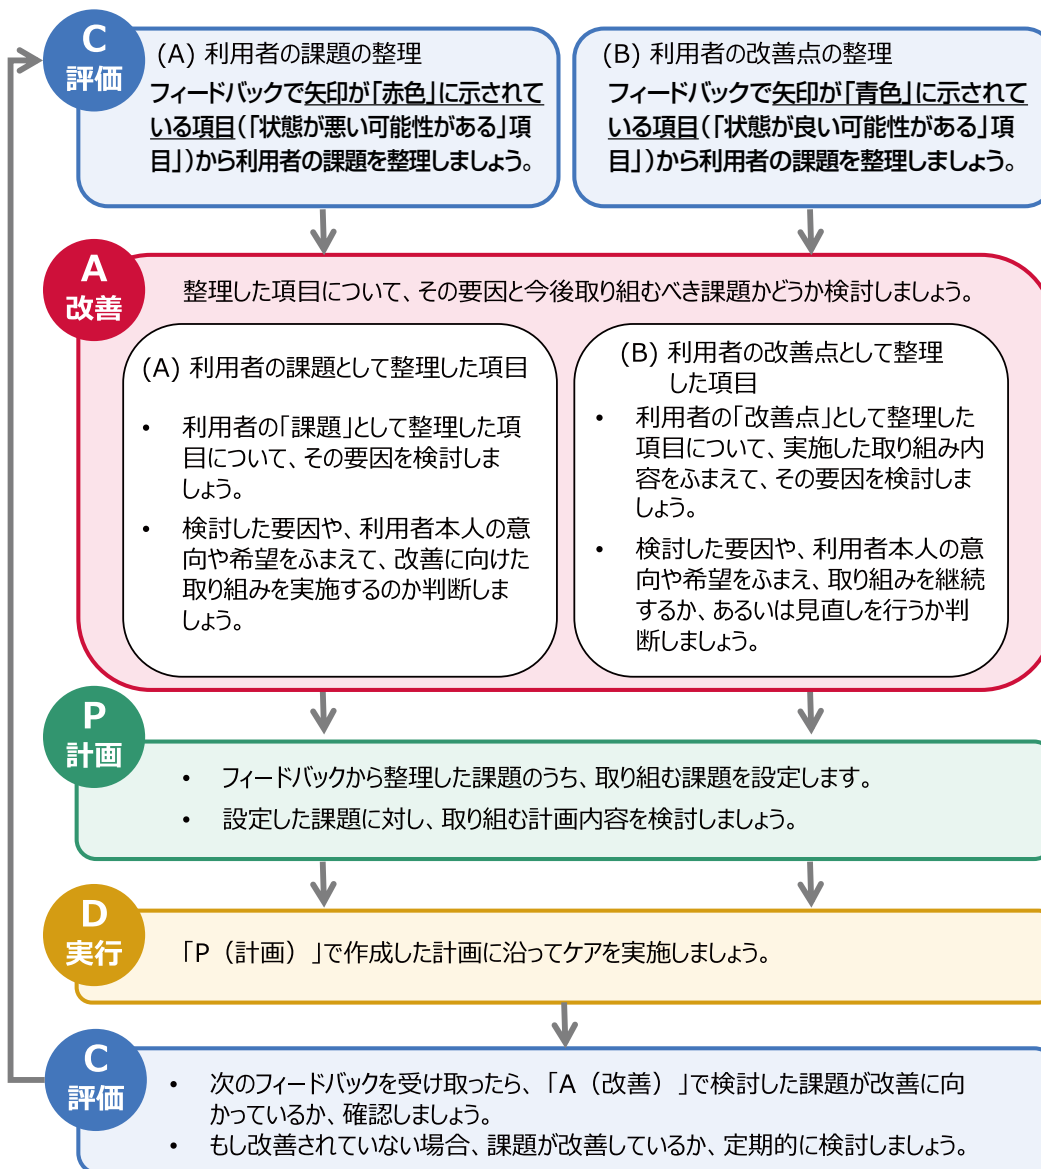 C
評価
(A) 利用者の課題の整理
フィードバックで矢印が「赤色」に示されて
いる項目(「状態が悪い可能性がある」項
目」)から利用者の課題を整理しましょう。
(B) 利用者の改善点の整理
フィードバックで矢印が「青色」に示されて
いる項目(「状態が良い可能性がある」項
目」)から利用者の課題を整理しましょう。
A
改善
整理した項目について、その要因と今後取り組むべき課題かどうか検討しましょう。
(A) 利用者の課題として整理した項目
• 利用者の「課題」として整理した項
目について、その要因を検討しま
しょう。
• 検討した要因や、利用者本人の意
向や希望をふまえて、改善に向けた
取り組みを実施するのか判断しま
しょう。
(B) 利用者の改善点として整理
した項目
• 利用者の「改善点」として整理した
項目について、実施した取り組み内
容をふまえて、その要因を検討しま
しょう。
• 検討した要因や、利用者本人の意
向や希望をふまえ、取り組みを継続
するか、あるいは見直しを行うか判
断しましょう。
P
計画
• フィードバックから整理した課題のうち、取り組む課題を設定します。
• 設定した課題に対し、取り組む計画内容を検討しましょう。
D
実行
「P（計画）」で作成した計画に沿ってケアを実施しましょう。
C
評価
• 次のフィードバックを受け取ったら、「A（改善）」で検討した課題が改善に向
かっているか、確認しましょう。
• もし改善されていない場合、課題が改善しているか、定期的に検討しましょう。